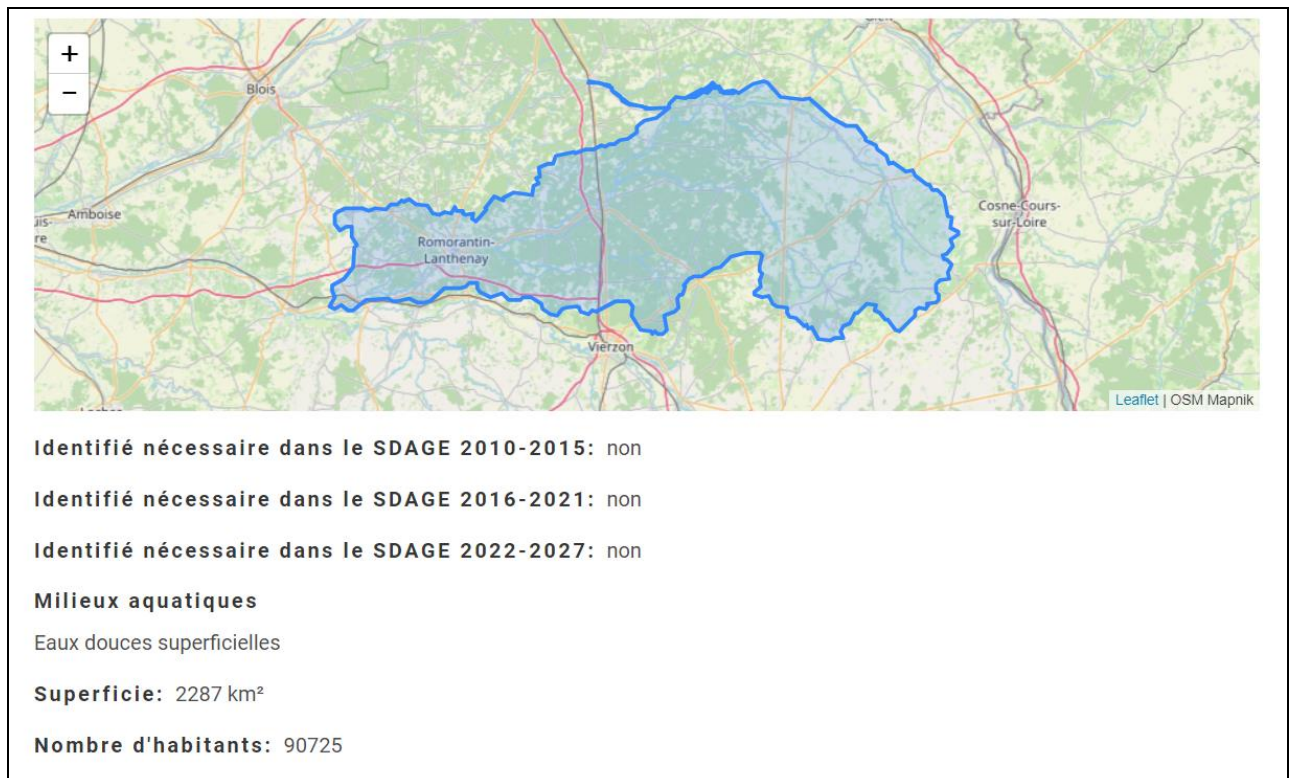 +
−
Blois
Amboise
Romorantin-
Lanthenay
Cosne-Cours-
sur-Loire
Vierzon
Leaflet | OSM Mapnik
Identifié nécessaire dans le SDAGE 2010-2015: non
Identifié nécessaire dans le SDAGE 2016-2021: non
Identifié nécessaire dans le SDAGE 2022-2027: non
Milieux aquatiques
Eaux douces superficielles
Superficie: 2287 km²
Nombre d'habitants: 90725